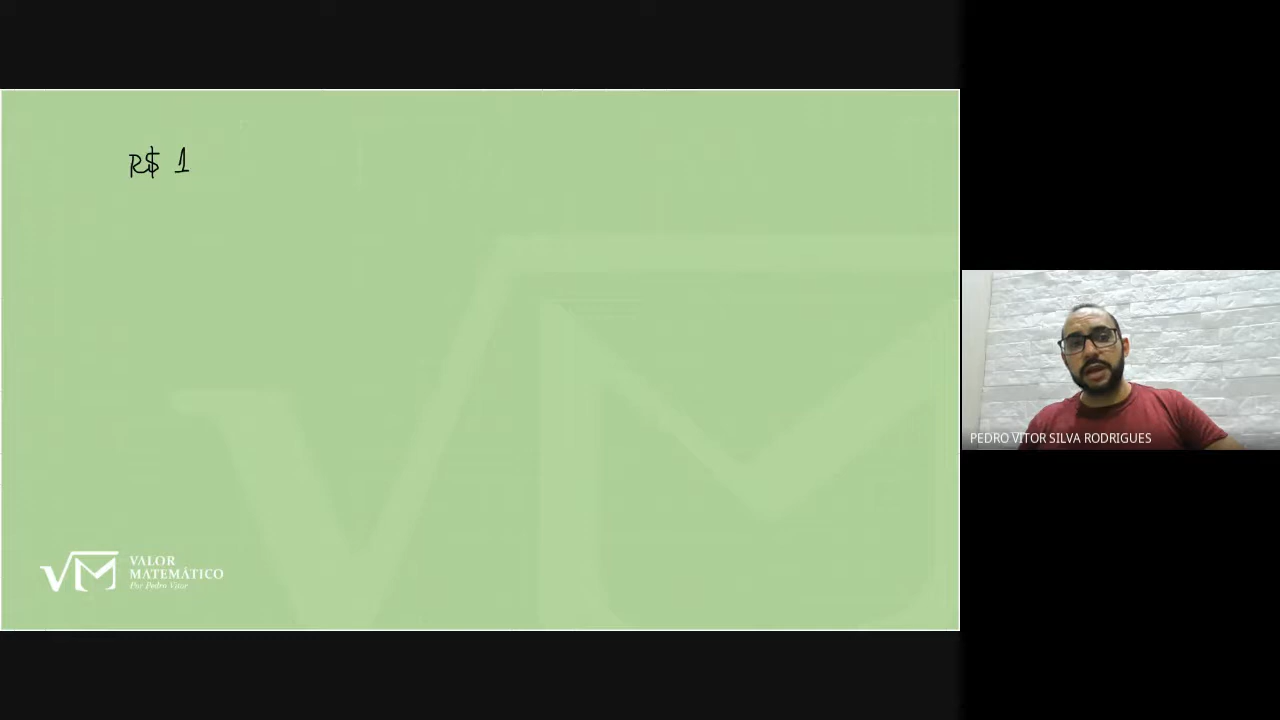 R$ 1
VALOR
MATEMÁTICO
Por Pedro Vitor
PEDRO VITOR SILVA RODRIGUES